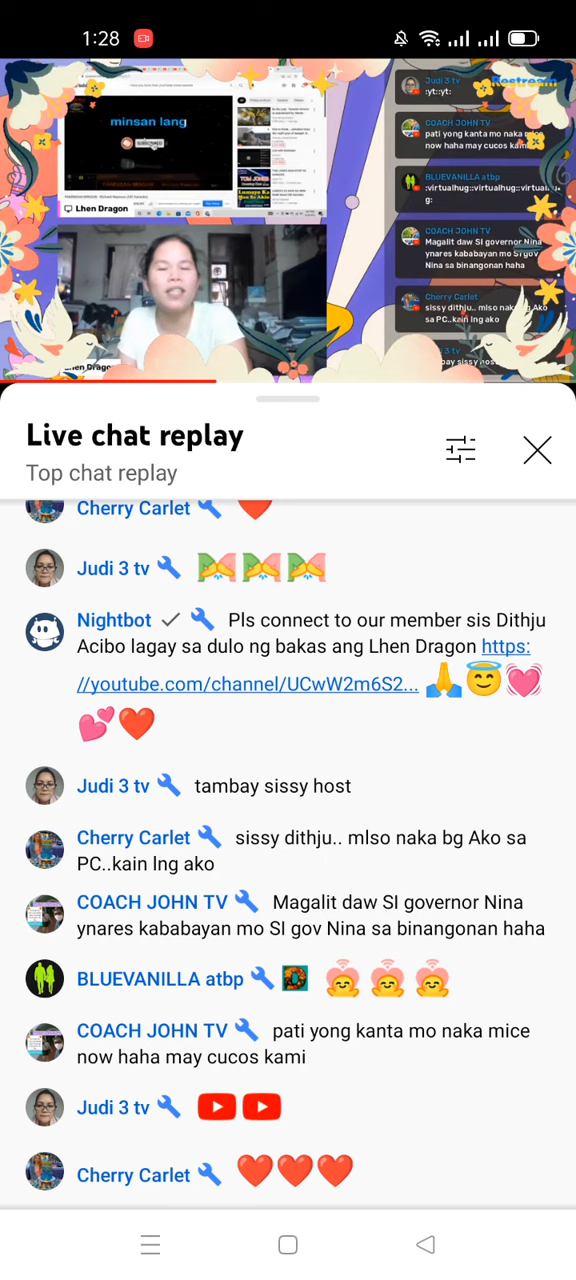 1:28
minsan lang
SUBSCRIBED
Lhen Dragon
Lhen Dragon
Restream
Judi 3 tv
:yt::yt:
COACH JOHN TV
pati yong kanta mo naka mice
now haha may cucos kami
BLUEVANILLA atbp
:virtualhug::virtualhug::virtualhu
g:
COACH JOHN TV
Magalit daw SI governor Nina
ynares kababayan mo SI gov
Nina sa binangonan haha
Cherry Carlet
sissy dithju.. mlso naka bg Ako
sa PC..kain lng ako
Live chat replay
Top chat replay
Cherry Carlet
Judi 3 tv
Nightbot Pls connect to our member sis Dithju
Acibo lagay sa dulo ng bakas ang Lhen Dragon https:
//youtube.com/channel/UCwW2m6S2...
Judi 3 tv tambay sissy host
Cherry Carlet sissy dithju.. mlso naka bg Ako sa
PC..kain lng ako
COACH JOHN TV Magalit daw SI governor Nina
ynares kababayan mo SI gov Nina sa binangonan haha
BLUEVANILLA atbp
COACH JOHN TV pati yong kanta mo naka mice
now haha may cucos kami
Judi 3 tv
Cherry Carlet